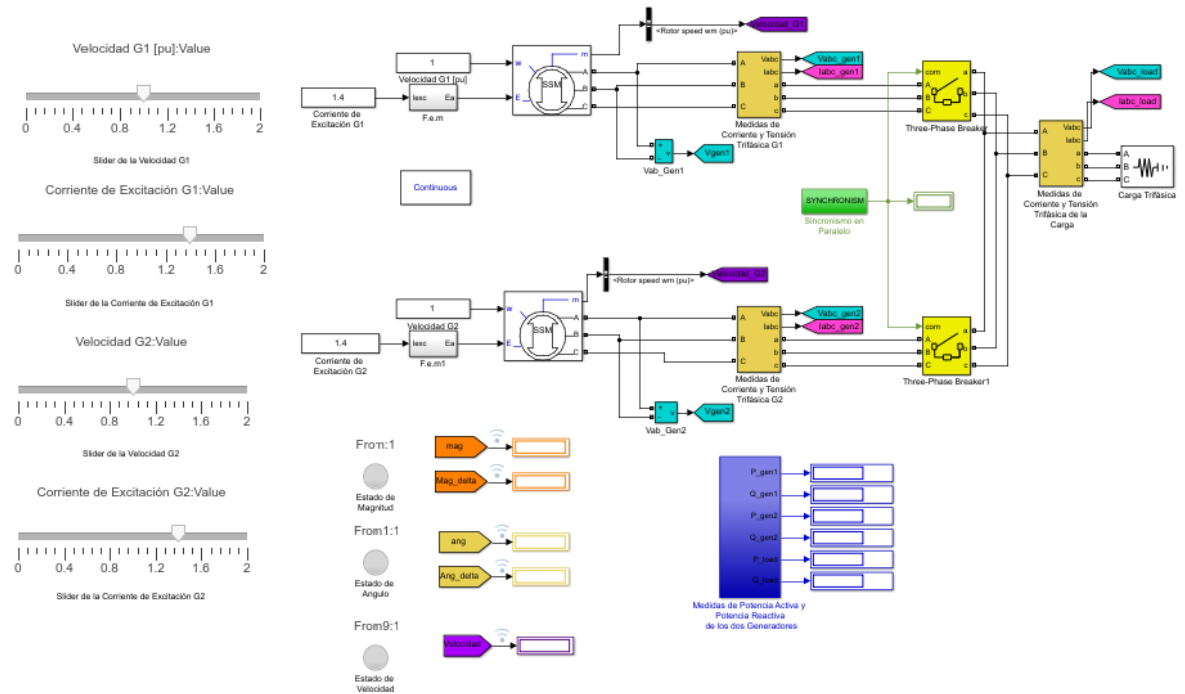 Velocidad G1 [pu]:Value
0 0.4 0.8 1.2 1.6 2
Slider de la Velocidad G1
Corriente de Excitación G1:Value
0 0.4 0.8 1.2 1.6 2
Slider de la Corriente de Excitación G1
Velocidad G2:Value
0 0.4 0.8 1.2 1.6 2
Slider de la Velocidad G2
Corriente de Excitación G2:Value
0 0.4 0.8 1.2 1.6 2
Slider de la Corriente de Excitación G2
1
Velocidad G1 [pu]
1.4
Corriente de
Excitación G1
Iesc Ea
F.e.m
w
E
SSM
m
A
B
C
<Rotor speed wm (pu)>
Velocidad_G1
A
B
C
Vabc
Iabc
a
b
c
Medidas de
Corriente y Tensión
Trifásica G1
Vabc_gen1
Iabc_gen1
+
-
v
Vab_Gen1
Vgen1
com
A
B
C
a
b
c
Three-Phase Breaker
A
B
C
Vabc
Iabc
a
b
c
Medidas de
Corriente y Tensión
Trifásica de la
Carga
Vabc_load
Iabc_load
A
B
C
Carga Trifásica
Continuous
SYNCHRONISM
Sincronismo en
Paralelo
1
Velocidad G2
1.4
Corriente de
Excitación G2
Iesc Ea
F.e.m1
w
E
SSM
m
A
B
C
<Rotor speed wm (pu)>
Velocidad_G2
A
B
C
Vabc
Iabc
a
b
c
Medidas de
Corriente y Tensión
Trifásica G2
Vabc_gen2
Iabc_gen2
+
-
v
Vab_Gen2
Vgen2
com
A
B
C
a
b
c
Three-Phase Breaker1
From:1
Estado de
Magnitud
mag
Mag_delta
From1:1
Estado de
Angulo
ang
Ang_delta
From9:1
Estado de
Velocidad
Velocidad
P_gen1
Q_gen1
P_gen2
Q_gen2
P_load
Q_load
Medidas de Potencia Activa y
Potencia Reactiva
de los dos Generadores